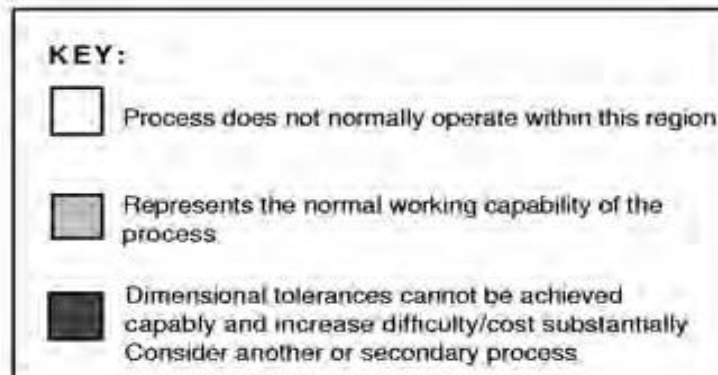 KEY:
Process does not normally operate within this region
Represents the normal working capability of the
process
Dimensional tolerances cannot be achieved
capably and increase difficulty/cost substantially
Consider another or secondary process